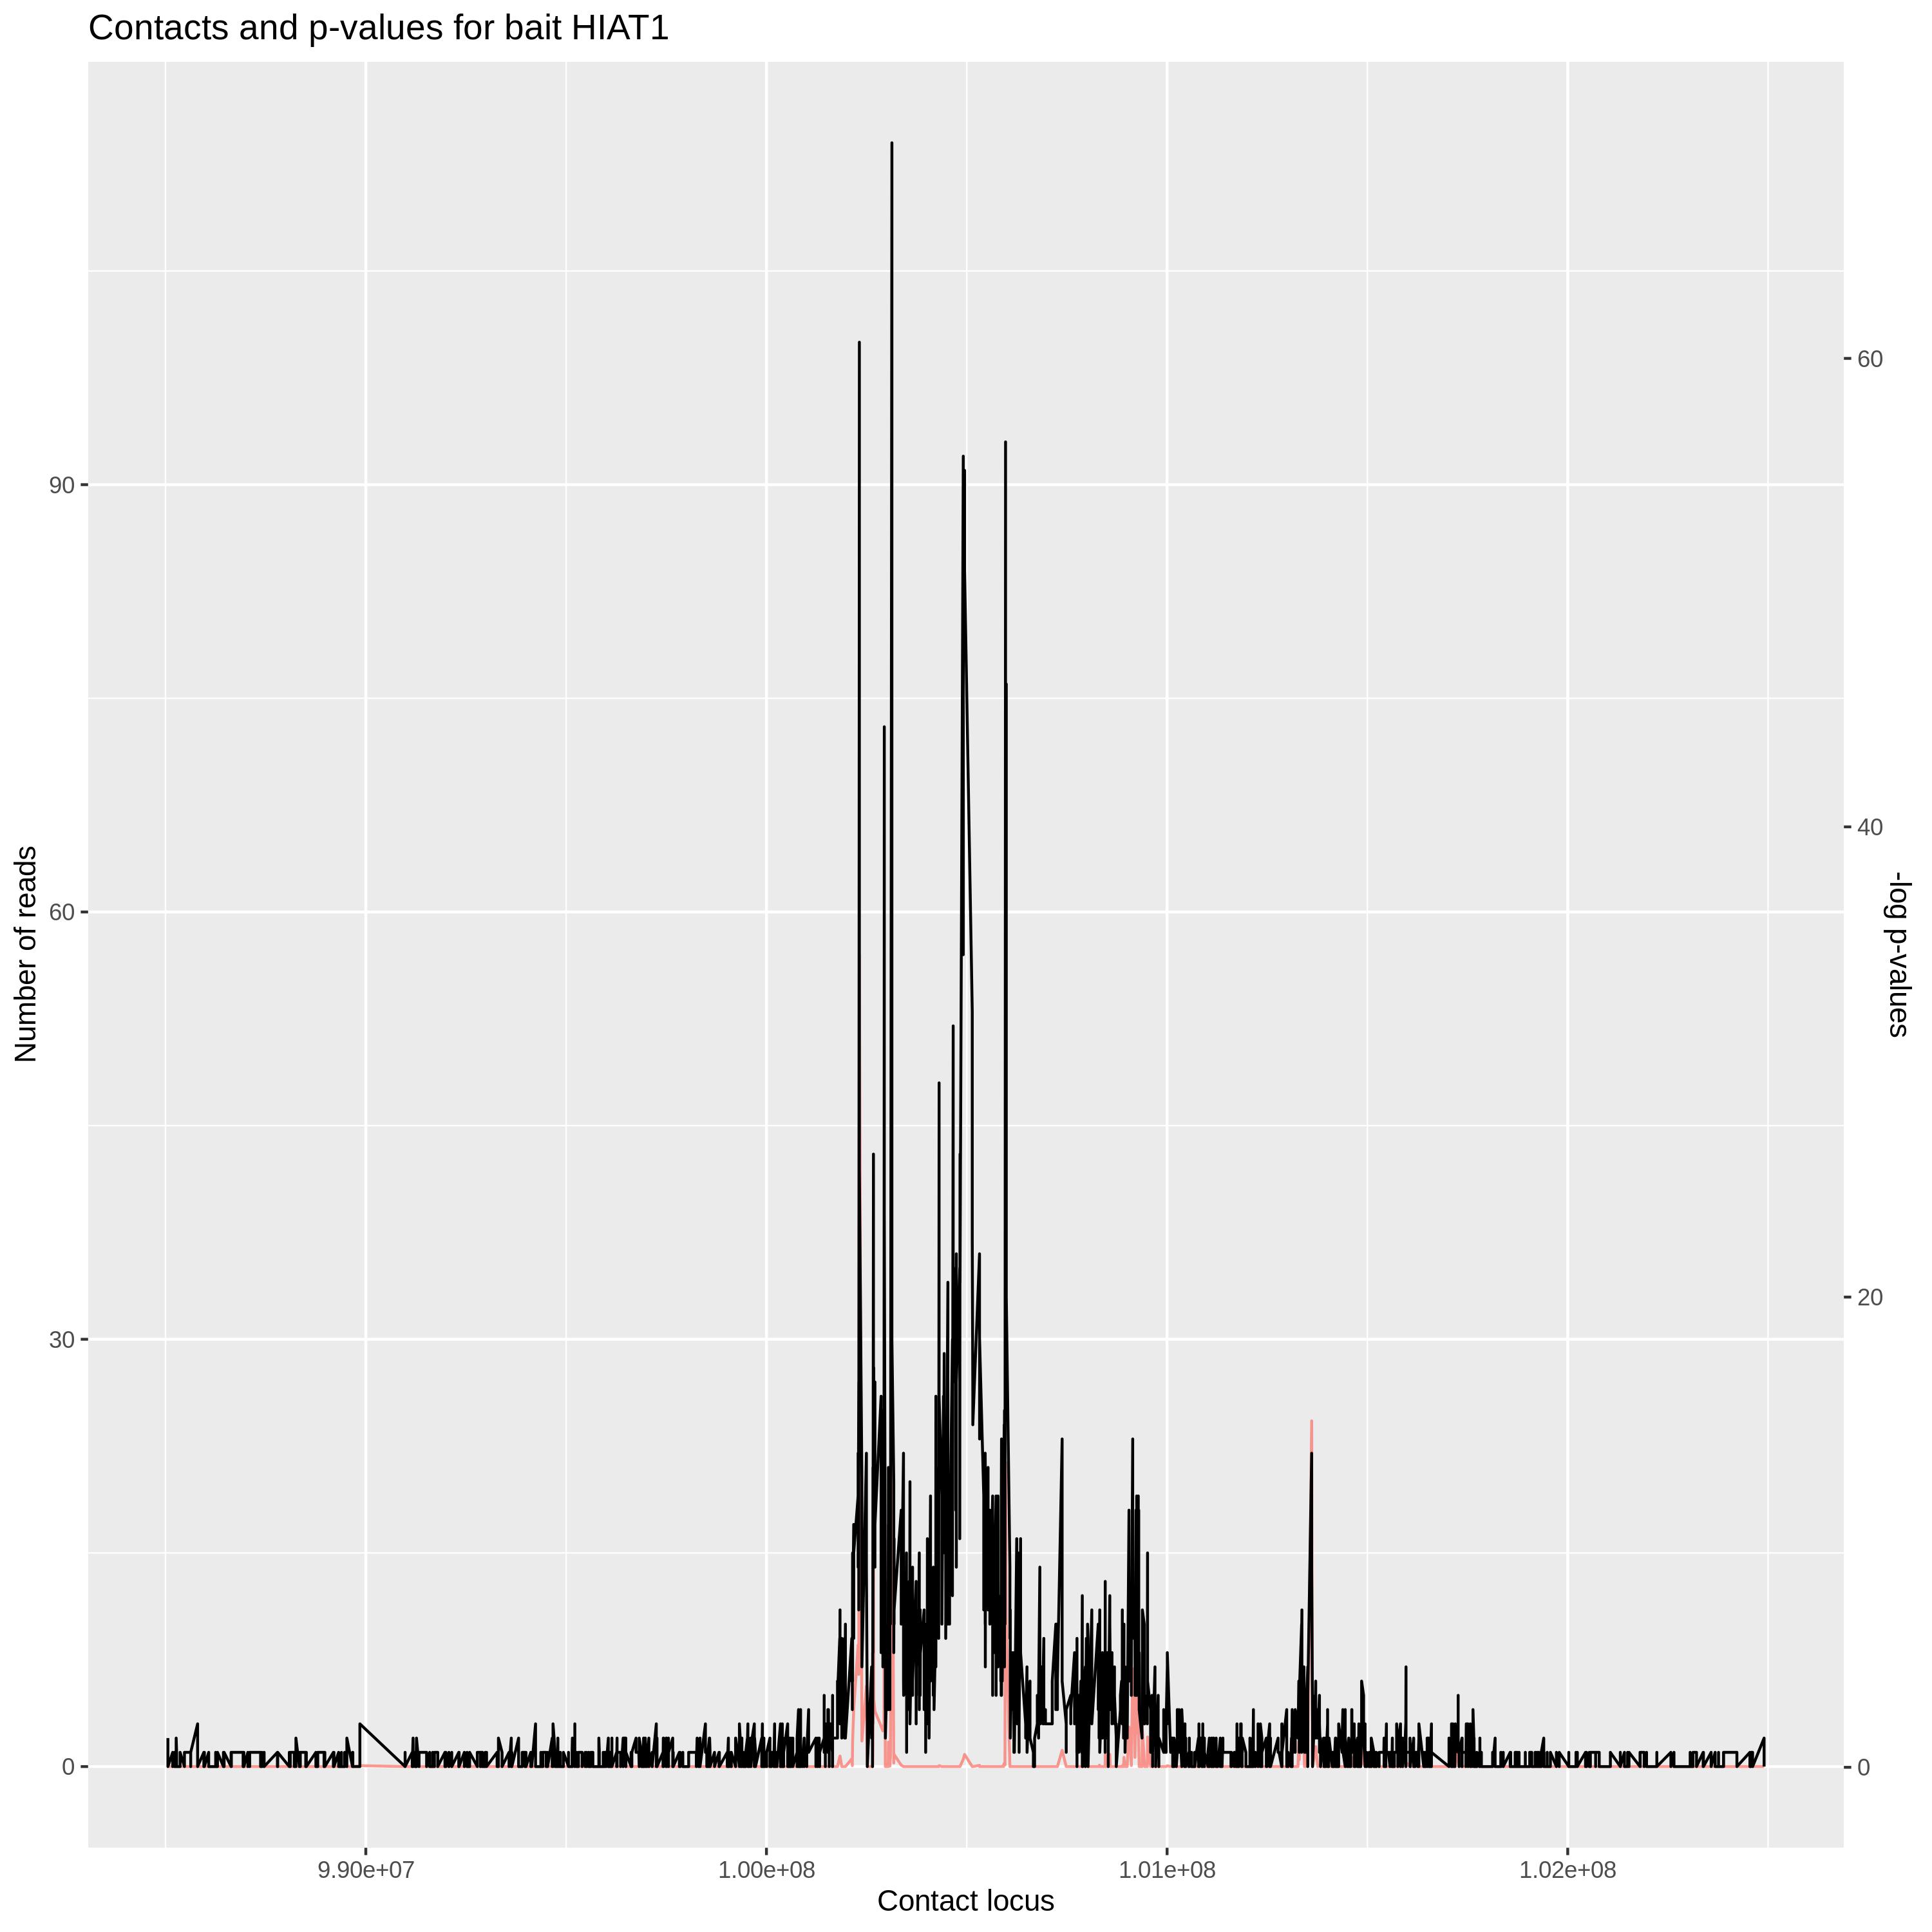 Contacts and p-values for bait HIAT1
90
60
30
0
Number of reads
60
40
20
0
-log p-values
9.90e+07
1.00e+08
1.01e+08
1.02e+08
Contact locus